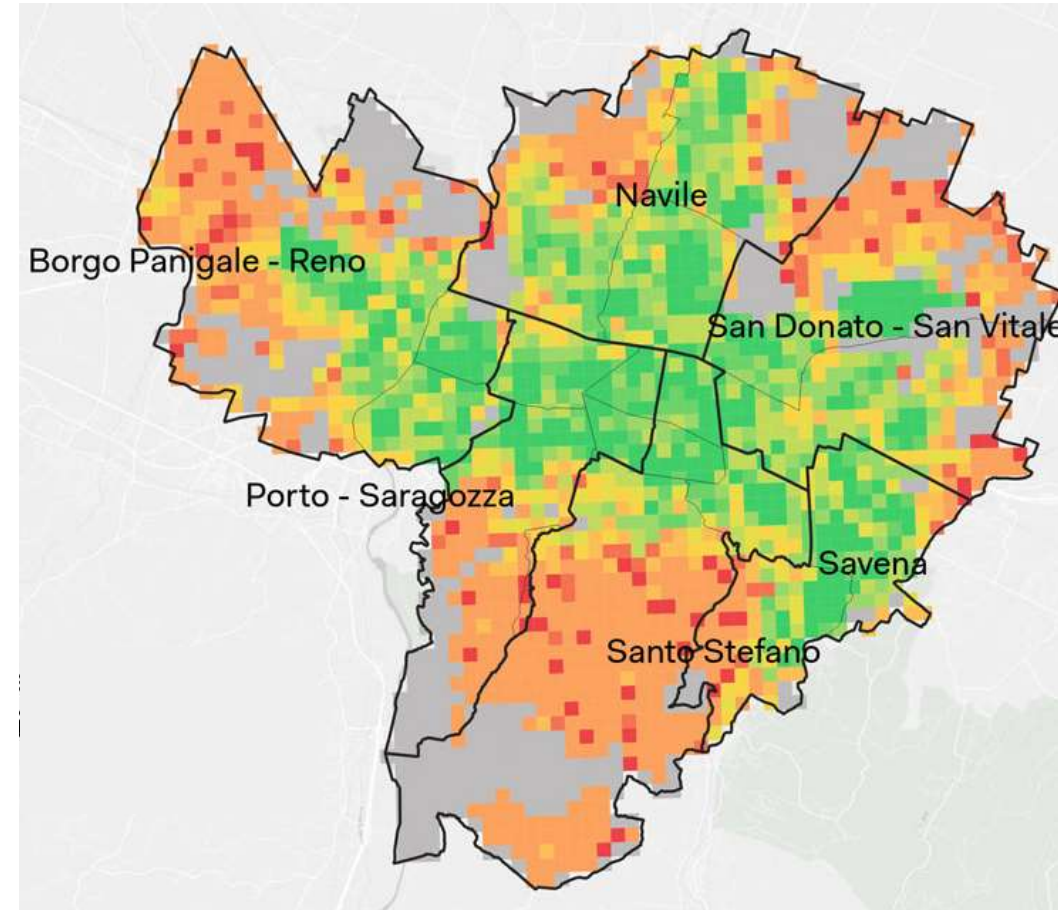 Navile
Borgo Panigale - Reno
San Donato - San Vitale
Porto - Saragozza
Savena
Santo Stefano